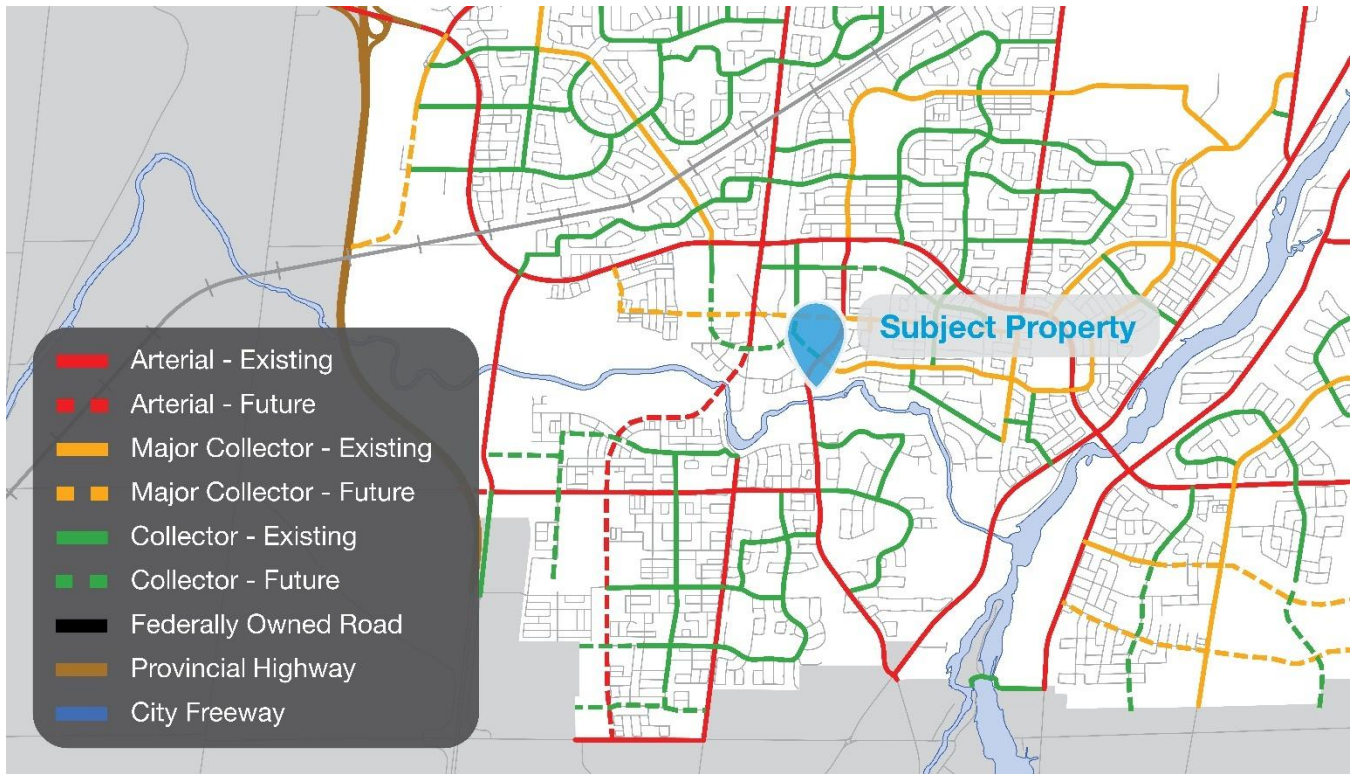 Subject Property
Arterial - Existing
Arterial - Future
Major Collector - Existing
Major Collector - Future
Collector - Existing
Collector - Future
Federally Owned Road
Provincial Highway
City Freeway